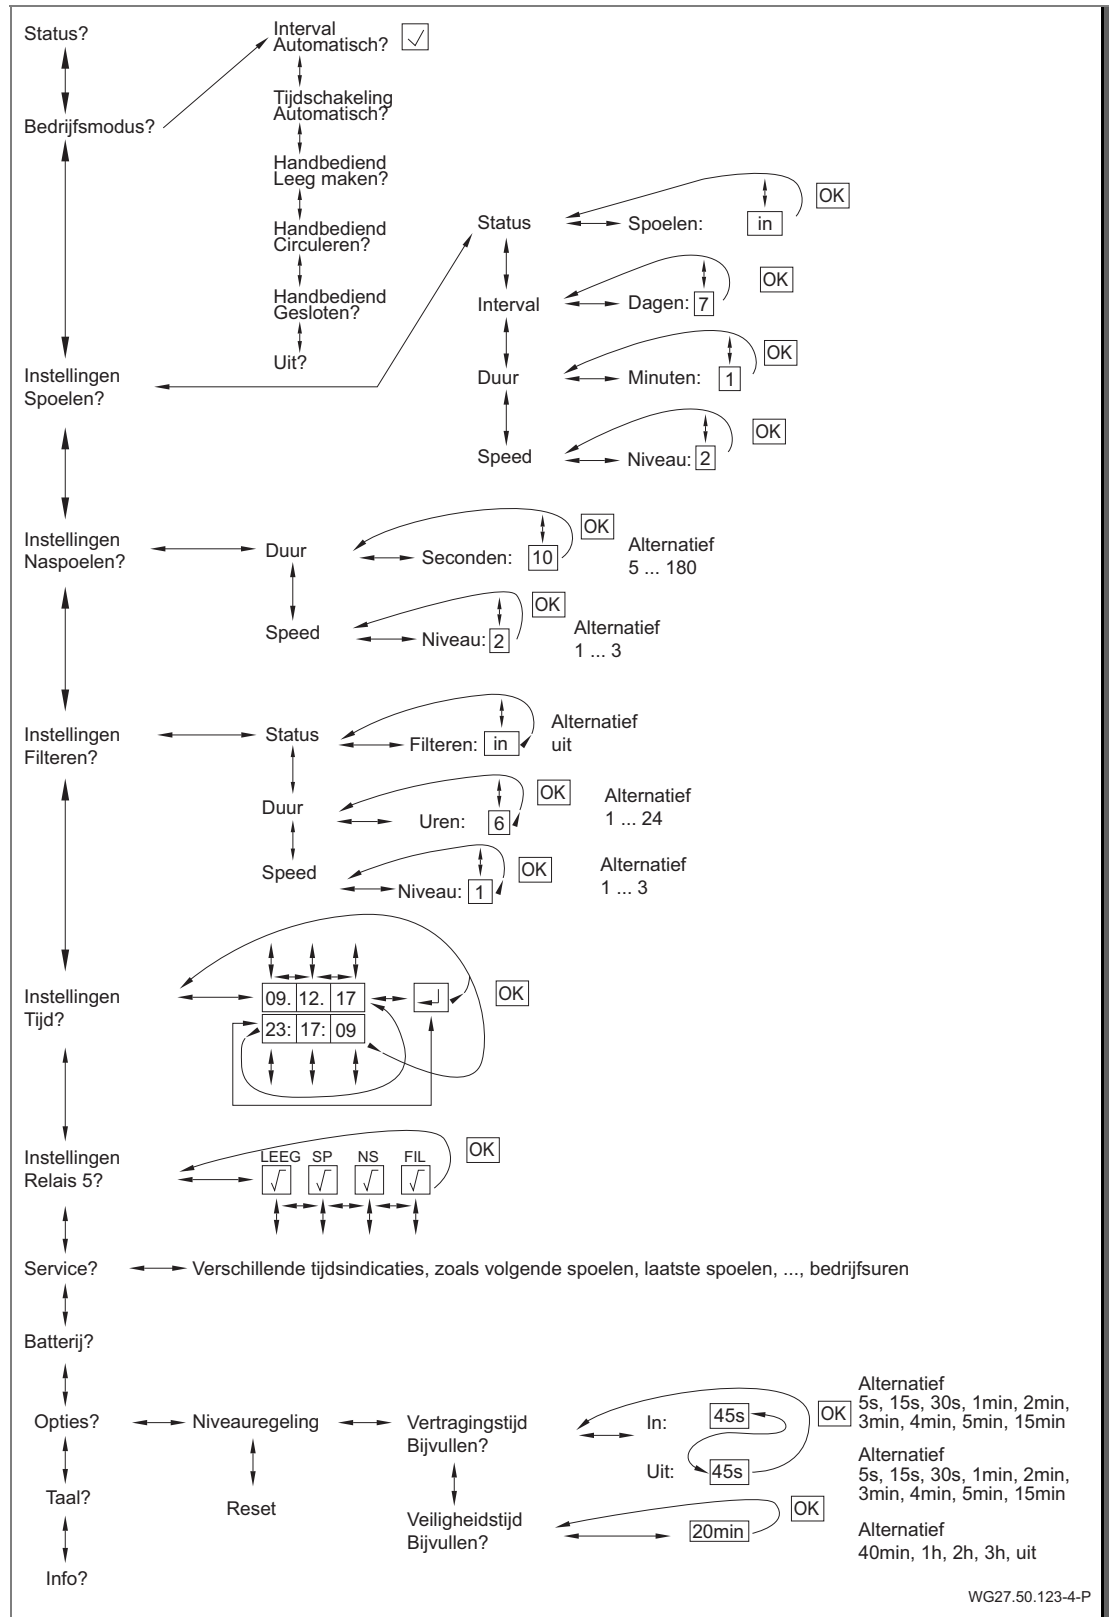 Status?
Bedrijfsmodus?
Interval
Automatisch?
Tijdschakeling
Automatisch?
Handbediend
Leeg maken?
Handbediend
Circuleren?
Handbediend
Gesloten?
Uit?
Instellingen
Spoelen?
Status
Spoelen: in
OK
Interval
Dagen: 7
OK
Duur
Minuten: 1
OK
Speed
Niveau: 2
OK
Instellingen
Naspoelen?
Duur
Seconden: 10
OK
Alternatief
5 ... 180
Speed
Niveau: 2
OK
Alternatief
1 ... 3
Instellingen
Filteren?
Status
Filteren: in
Alternatief
uit
Duur
Uren: 6
OK
Alternatief
1 ... 24
Speed
Niveau: 1
OK
Alternatief
1 ... 3
Instellingen
Tijd?
09. 12. 17
23: 17: 09
OK
Instellingen
Relais 5?
LEEG SP NS FIL
OK
Service?
Verschillende tijdsindicaties, zoals volgende spoelen, laatste spoelen, ..., bedrijfsuren
Batterij?
Opties?
Niveauregeling
Reset
Vertragingstijd
Bijvullen?
In: 45s
OK
Alternatief
5s, 15s, 30s, 1min, 2min,
3min, 4min, 5min, 15min
Uit: 45s
Alternatief
5s, 15s, 30s, 1min, 2min,
3min, 4min, 5min, 15min
Taal?
Veiligheidstijd
Bijvullen?
20min
OK
Alternatief
40min, 1h, 2h, 3h, uit
Info?
WG27.50.123-4-P